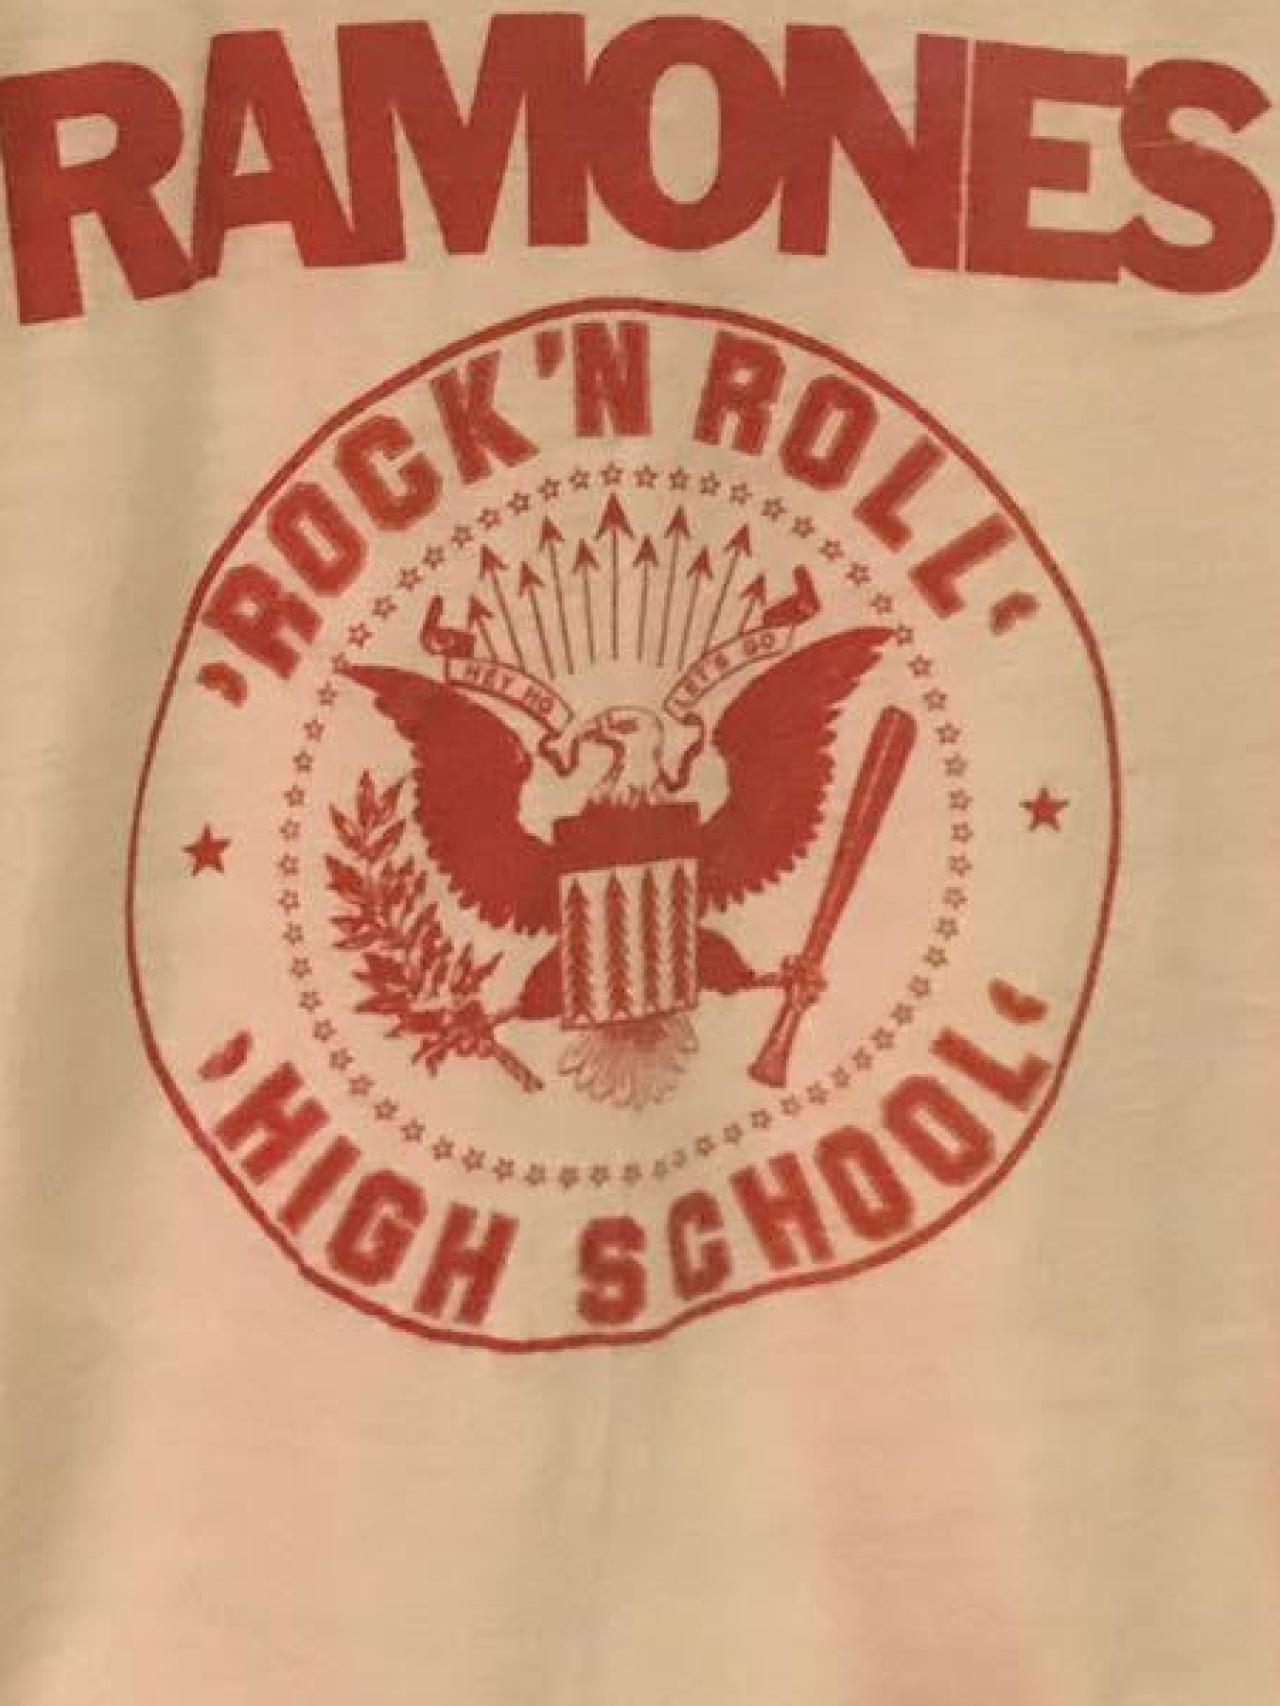 RAMONES
'ROCK 'N ROLL'
HEY HO
LET'S GO
'HIGH SCHOOL'